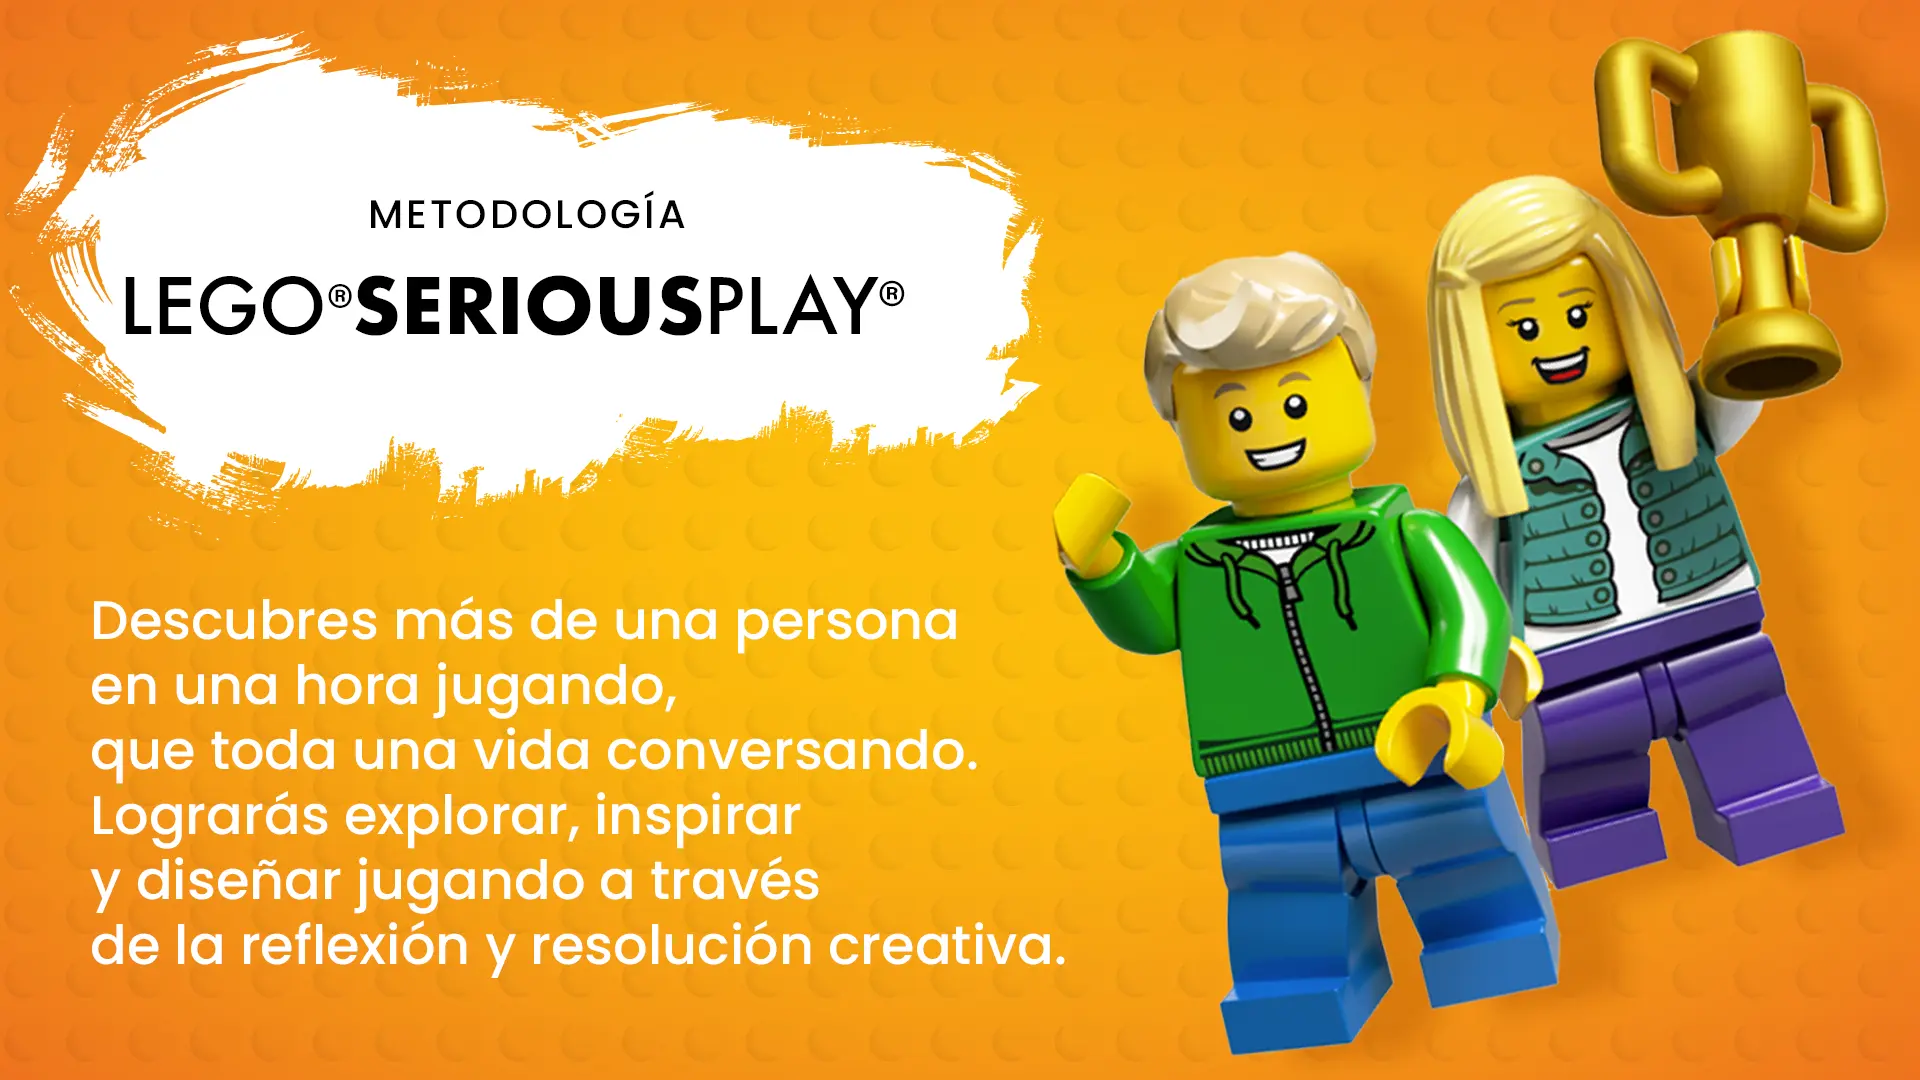 METODOLOGÍA
LEGO®SERIOUSPLAY®
Descubres más de una persona
en una hora jugando,
que toda una vida conversando.
Lograrás explorar, inspirar
y diseñar jugando a través
de la reflexión y resolución creativa.